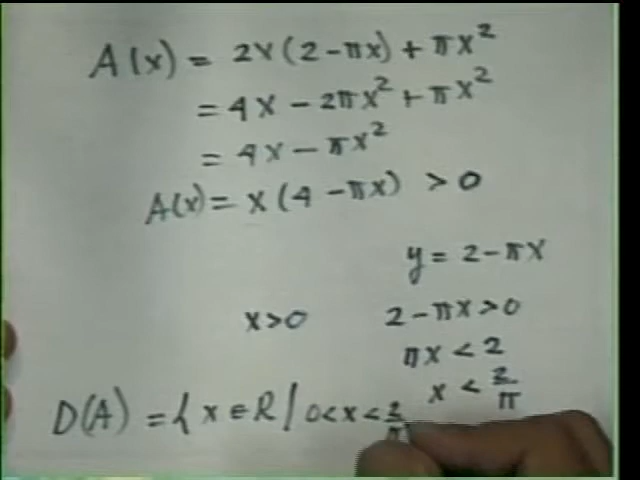 A(x) = 2x(2-πx) + πx²
= 4x - 2πx² + πx²
= 4x - πx²
A(x) = x(4-πx) > 0
y = 2-πx
x>0 2-πx>0
πx < 2
x < 2/π
D(A) = { x ∈ R / 0<x<2/π